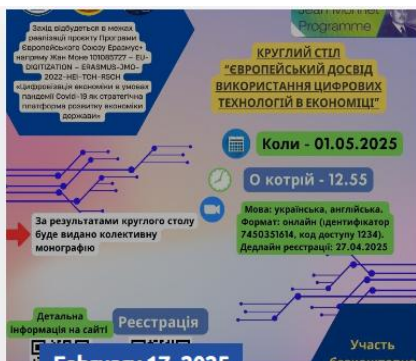 Jean Monnet
Programme
Захід відбудеться в межах
реалізації проєкту Програми
Європейського Союзу Еразмус+
напряму Жан Моне 101085727 – EU-
DIGITIZATION – ERASMUS-JMO-
2022-HEI-TCH-RSCH
«Цифровізація економіки в умовах
пандемії Covid-19 як стратегічна
платформа розвитку економіки
держави»
КРУГЛИЙ СТІЛ
"ЄВРОПЕЙСЬКИЙ ДОСВІД
ВИКОРИСТАННЯ ЦИФРОВИХ
ТЕХНОЛОГІЙ В ЕКОНОМІЦІ"
Коли - 01.05.2025
О котрій - 12.55
Мова: українська, англійська.
Формат: онлайн (ідентифікатор
7450351614, код доступу 1234).
Дедлайн реєстрації: 27.04.2025
За результатами круглого столу
буде видано колективну
монографію
Детальна
інформація на сайті
Реєстрація
February 17, 2025
Участь
безкоштовна